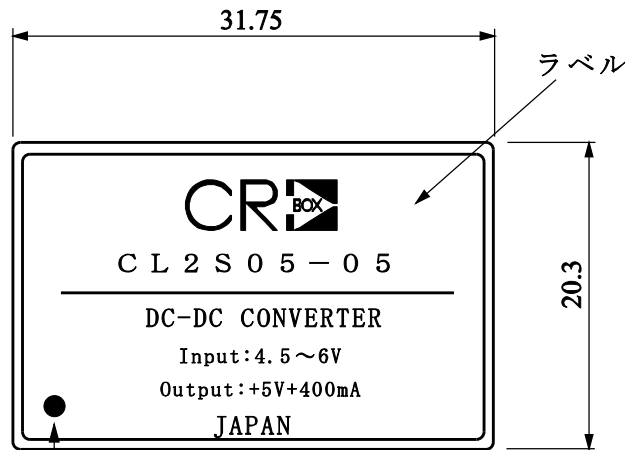 31.75
ラベル
CR BOX
CL2S05-05
20.3
DC-DC CONVERTER
Input:4.5～6V
Output:+5V+400mA
JAPAN